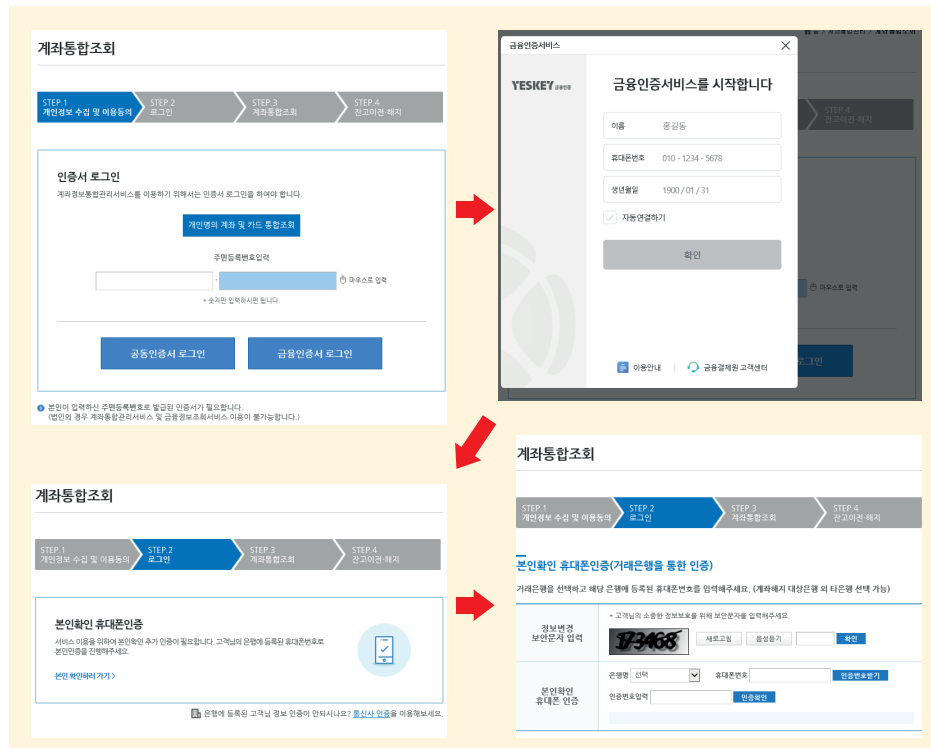 계좌통합조회
STEP.1
개인정보 수집 및 이용동의
STEP.2
로그인
STEP.3
계좌통합조회
STEP.4
잔고이전·해지
인증서 로그인
계좌정보통합관리서비스를 이용하기 위해서는 인증서 로그인을 하여야 합니다.
개인명의 계좌 및 카드 통합조회
주민등록번호입력
- 마우스로 입력
* 숫자만 입력하시면 됩니다.
공동인증서 로그인
금융인증서 로그인
본인이 입력하신 주민등록번호로 발급된 인증서가 필요합니다.
(법인의 경우 계좌통합관리서비스 및 금융정보조회서비스 이용이 불가능합니다.)
금융인증서비스
YESKEY 금융인증
금융인증서비스를 시작합니다
이름 홍길동
휴대폰번호 010 - 1234 - 5678
생년월일 1900 / 01 / 31
자동연결하기
확인
이용안내
금융결제원 고객센터
STEP.4
잔고이전·해지
마우스로 입력
로그인
계좌통합조회
STEP.1
개인정보 수집 및 이용동의
STEP.2
로그인
STEP.3
계좌통합조회
STEP.4
잔고이전·해지
본인확인 휴대폰인증
서비스 이용을 위하여 본인확인 추가 인증이 필요합니다. 고객님의 은행에 등록된 휴대폰번호로
본인인증을 진행해주세요.
본인 확인하러 가기 >
은행에 등록된 고객님 정보 인증이 안되시나요? 통신사 인증을 이용해보세요.
계좌통합조회
STEP.1
개인정보 수집 및 이용동의
STEP.2
로그인
STEP.3
계좌통합조회
STEP.4
잔고이전·해지
본인확인 휴대폰인증(거래은행을 통한 인증)
거래은행을 선택하고 해당 은행에 등록된 휴대폰번호를 입력해주세요. (계좌해지 대상은행 외 타은행 선택 가능)
정보변경
보안문자 입력
* 고객님의 소중한 정보보호를 위해 보안문자를 입력해주세요.
173468
새로고침
음성듣기
확인
본인확인
휴대폰 인증
은행명 선택
휴대폰번호
인증번호받기
인증번호입력
인증확인